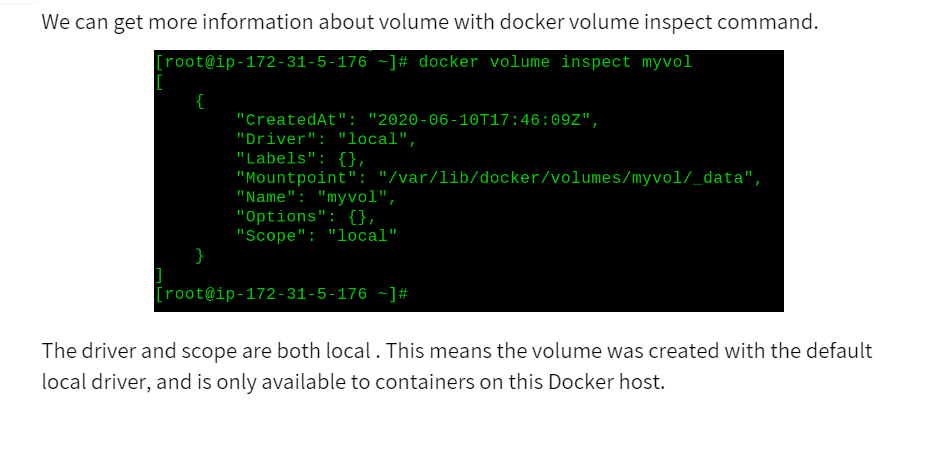 We can get more information about volume with docker volume inspect command.
[root@ip-172-31-5-176 ~]# docker volume inspect myvol
[
    {
        "CreatedAt": "2020-06-10T17:46:09Z",
        "Driver": "local",
        "Labels": {},
        "Mountpoint": "/var/lib/docker/volumes/myvol/_data",
        "Name": "myvol",
        "Options": {},
        "Scope": "local"
    }
]
[root@ip-172-31-5-176 ~]#
The driver and scope are both local . This means the volume was created with the default
local driver, and is only available to containers on this Docker host.